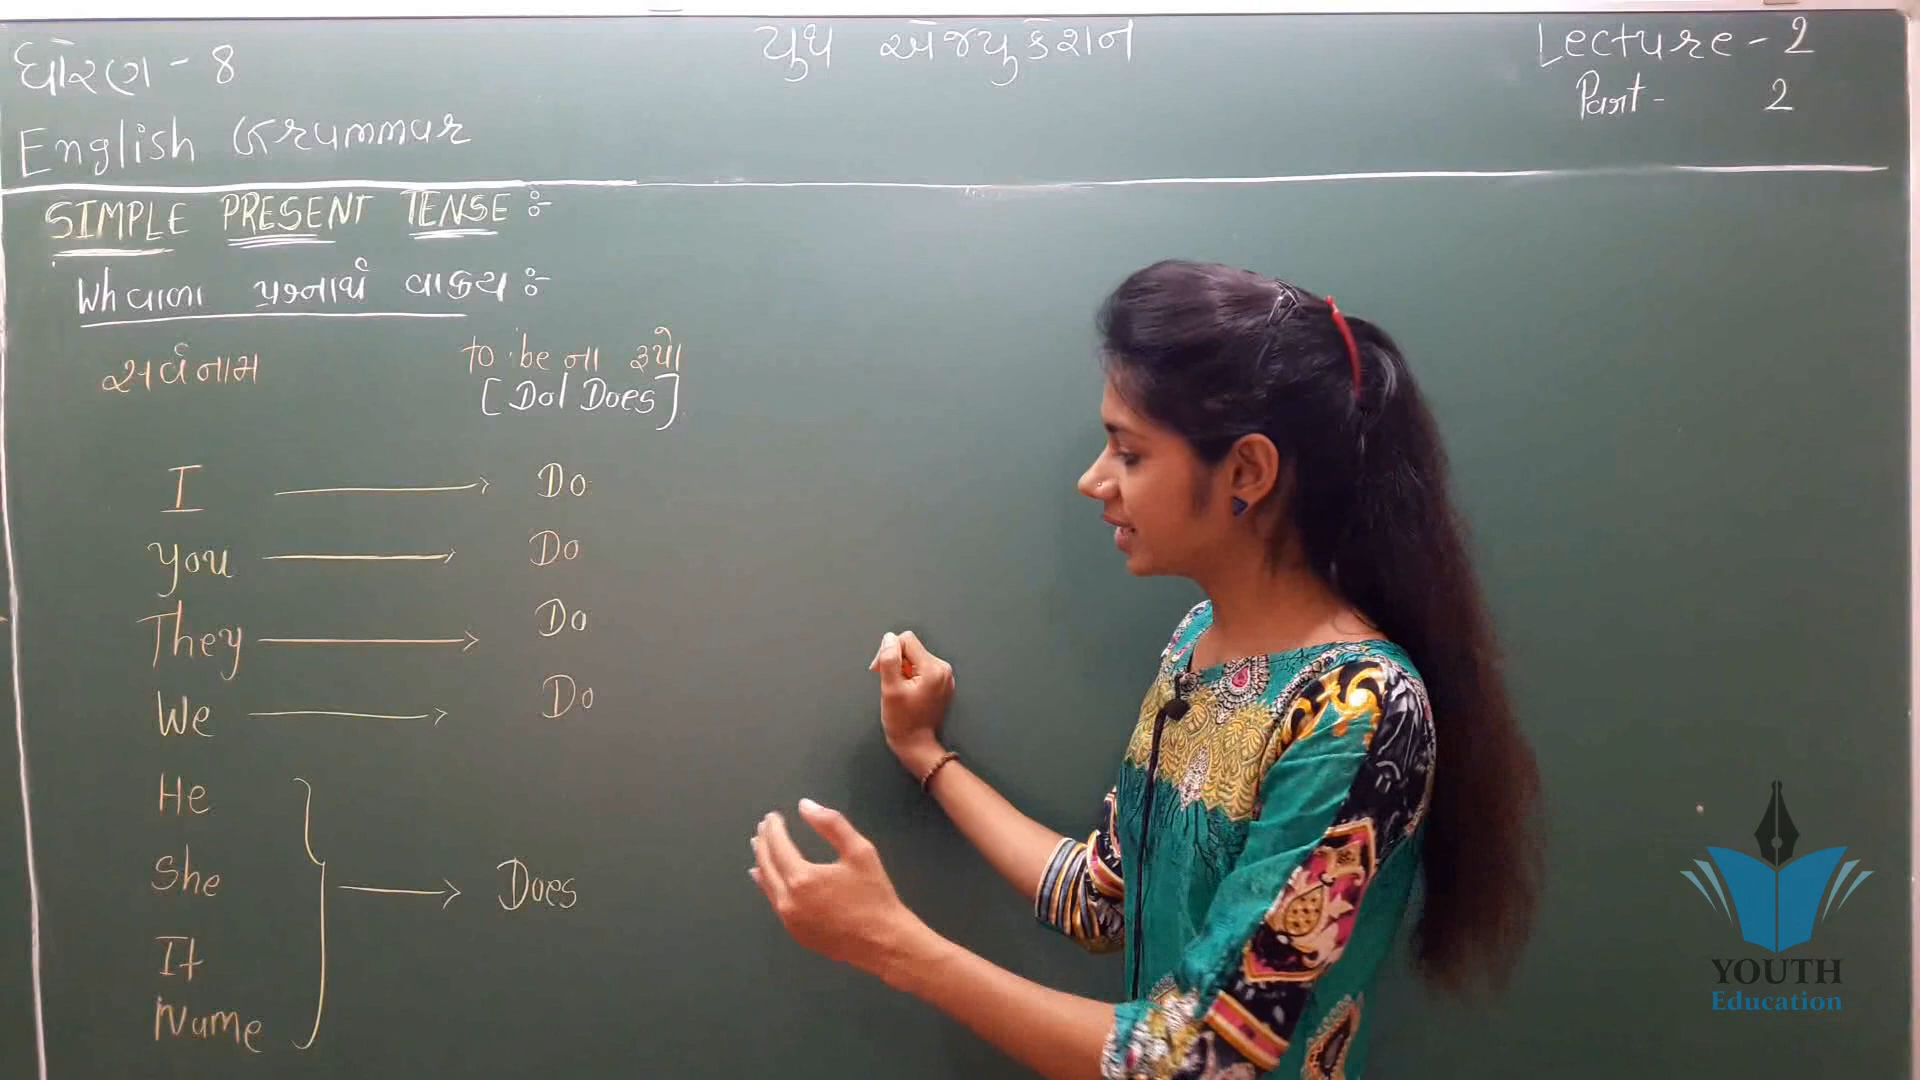 ધોરણ - 8
યુથ એજ્યુકેશન
Lecture - 2
Part - 2
English Grammar
SIMPLE PRESENT TENSE :-
Wh વાળા પ્રશ્નાર્થ વાક્ય :-
સર્વનામ
to be ના રૂપો
[Do/ Does]
I → Do
You → Do
They → Do
We → Do
He
She
→ Does
It
Name
YOUTH
Education